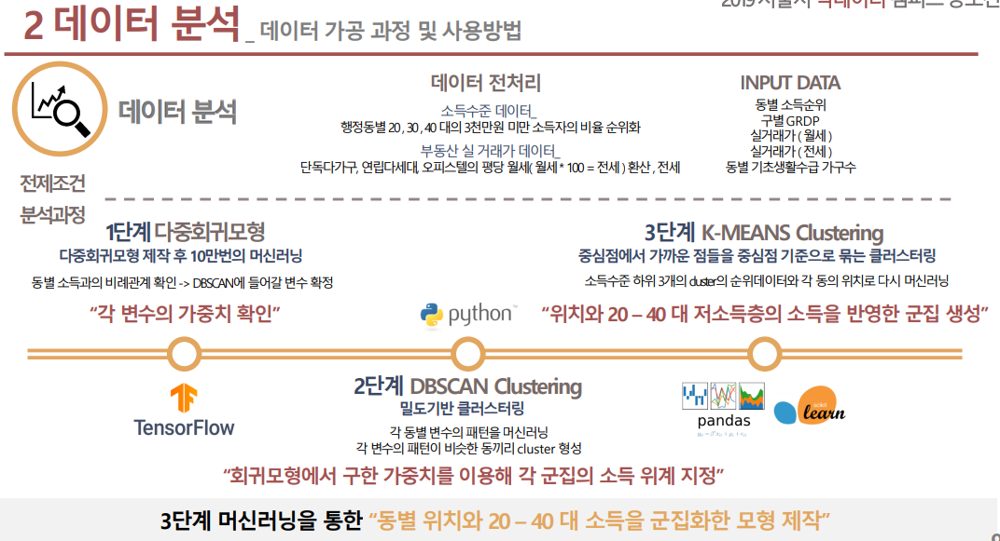 2 데이터 분석_ 데이터 가공 과정 및 사용방법
데이터 분석
전제조건
데이터 전처리
소득수준 데이터_
행정동별 20 , 30 , 40 대의 3천만원 미만 소득자의 비율 순위화
부동산 실 거래가 데이터_
단독다가구, 연립다세대, 오피스텔의 평당 월세( 월세 * 100 = 전세 ) 환산 , 전세
INPUT DATA
동별 소득순위
구별 GRDP
실거래가 ( 월세 )
실거래가 ( 전세 )
동별 기초생활수급 가구수
분석과정
1단계 다중회귀모형
다중회귀모형 제작 후 10만번의 머신러닝
동별 소득과의 비례관계 확인 -> DBSCAN에 들어갈 변수 확정
“각 변수의 가중치 확인”
TensorFlow
python
2단계 DBSCAN Clustering
밀도기반 클러스터링
각 동별 변수의 패턴을 머신러닝
각 변수의 패턴이 비슷한 동끼리 cluster 형성
“회귀모형에서 구한 가중치를 이용해 각 군집의 소득 위계 지정”
3단계 K-MEANS Clustering
중심점에서 가까운 점들을 중심점 기준으로 묶는 클러스터링
소득수준 하위 3개의 cluster의 순위데이터와 각 동의 위치로 다시 머신러닝
“위치와 20 – 40 대 저소득층의 소득을 반영한 군집 생성”
pandas
scikit
learn
3단계 머신러닝을 통한 “동별 위치와 20 – 40 대 소득을 군집화한 모형 제작”